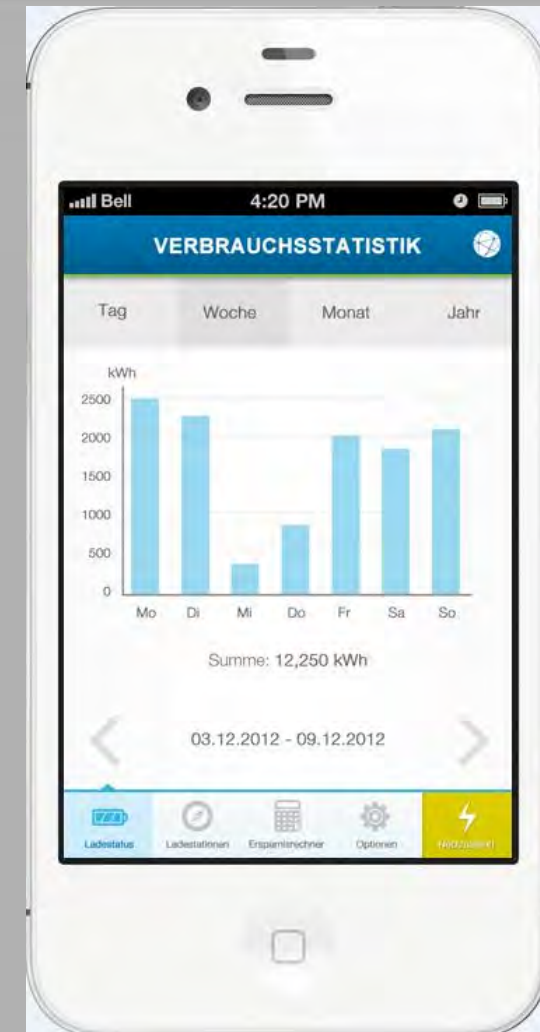 Bell 4:20 PM
VERBRAUCHSSTATISTIK
Tag Woche Monat Jahr
kWh
2500
2000
1500
1000
500
0
Mo Di Mi Do Fr Sa So
Summe: 12,250 kWh
03.12.2012 - 09.12.2012
Ladestatus Ladestationen Ersparnisrechner Optionen